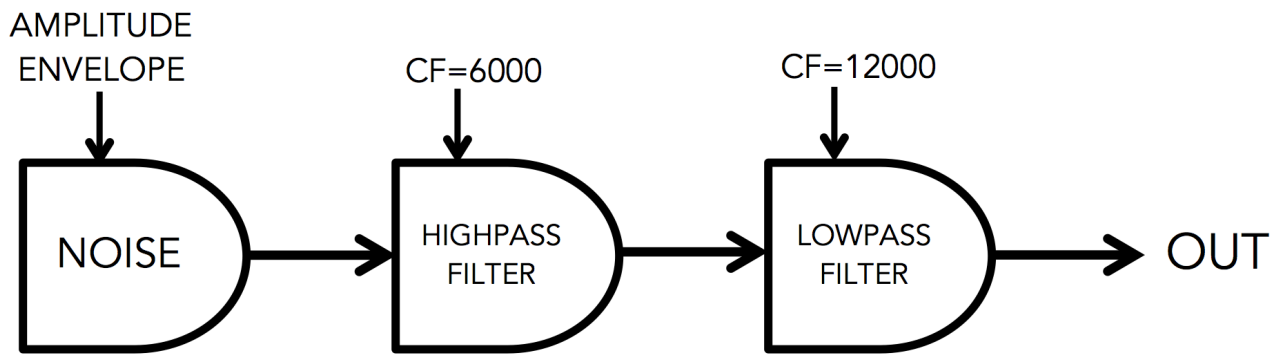 AMPLITUDE
ENVELOPE
CF=6000
CF=12000
NOISE
HIGHPASS
FILTER
LOWPASS
FILTER
OUT